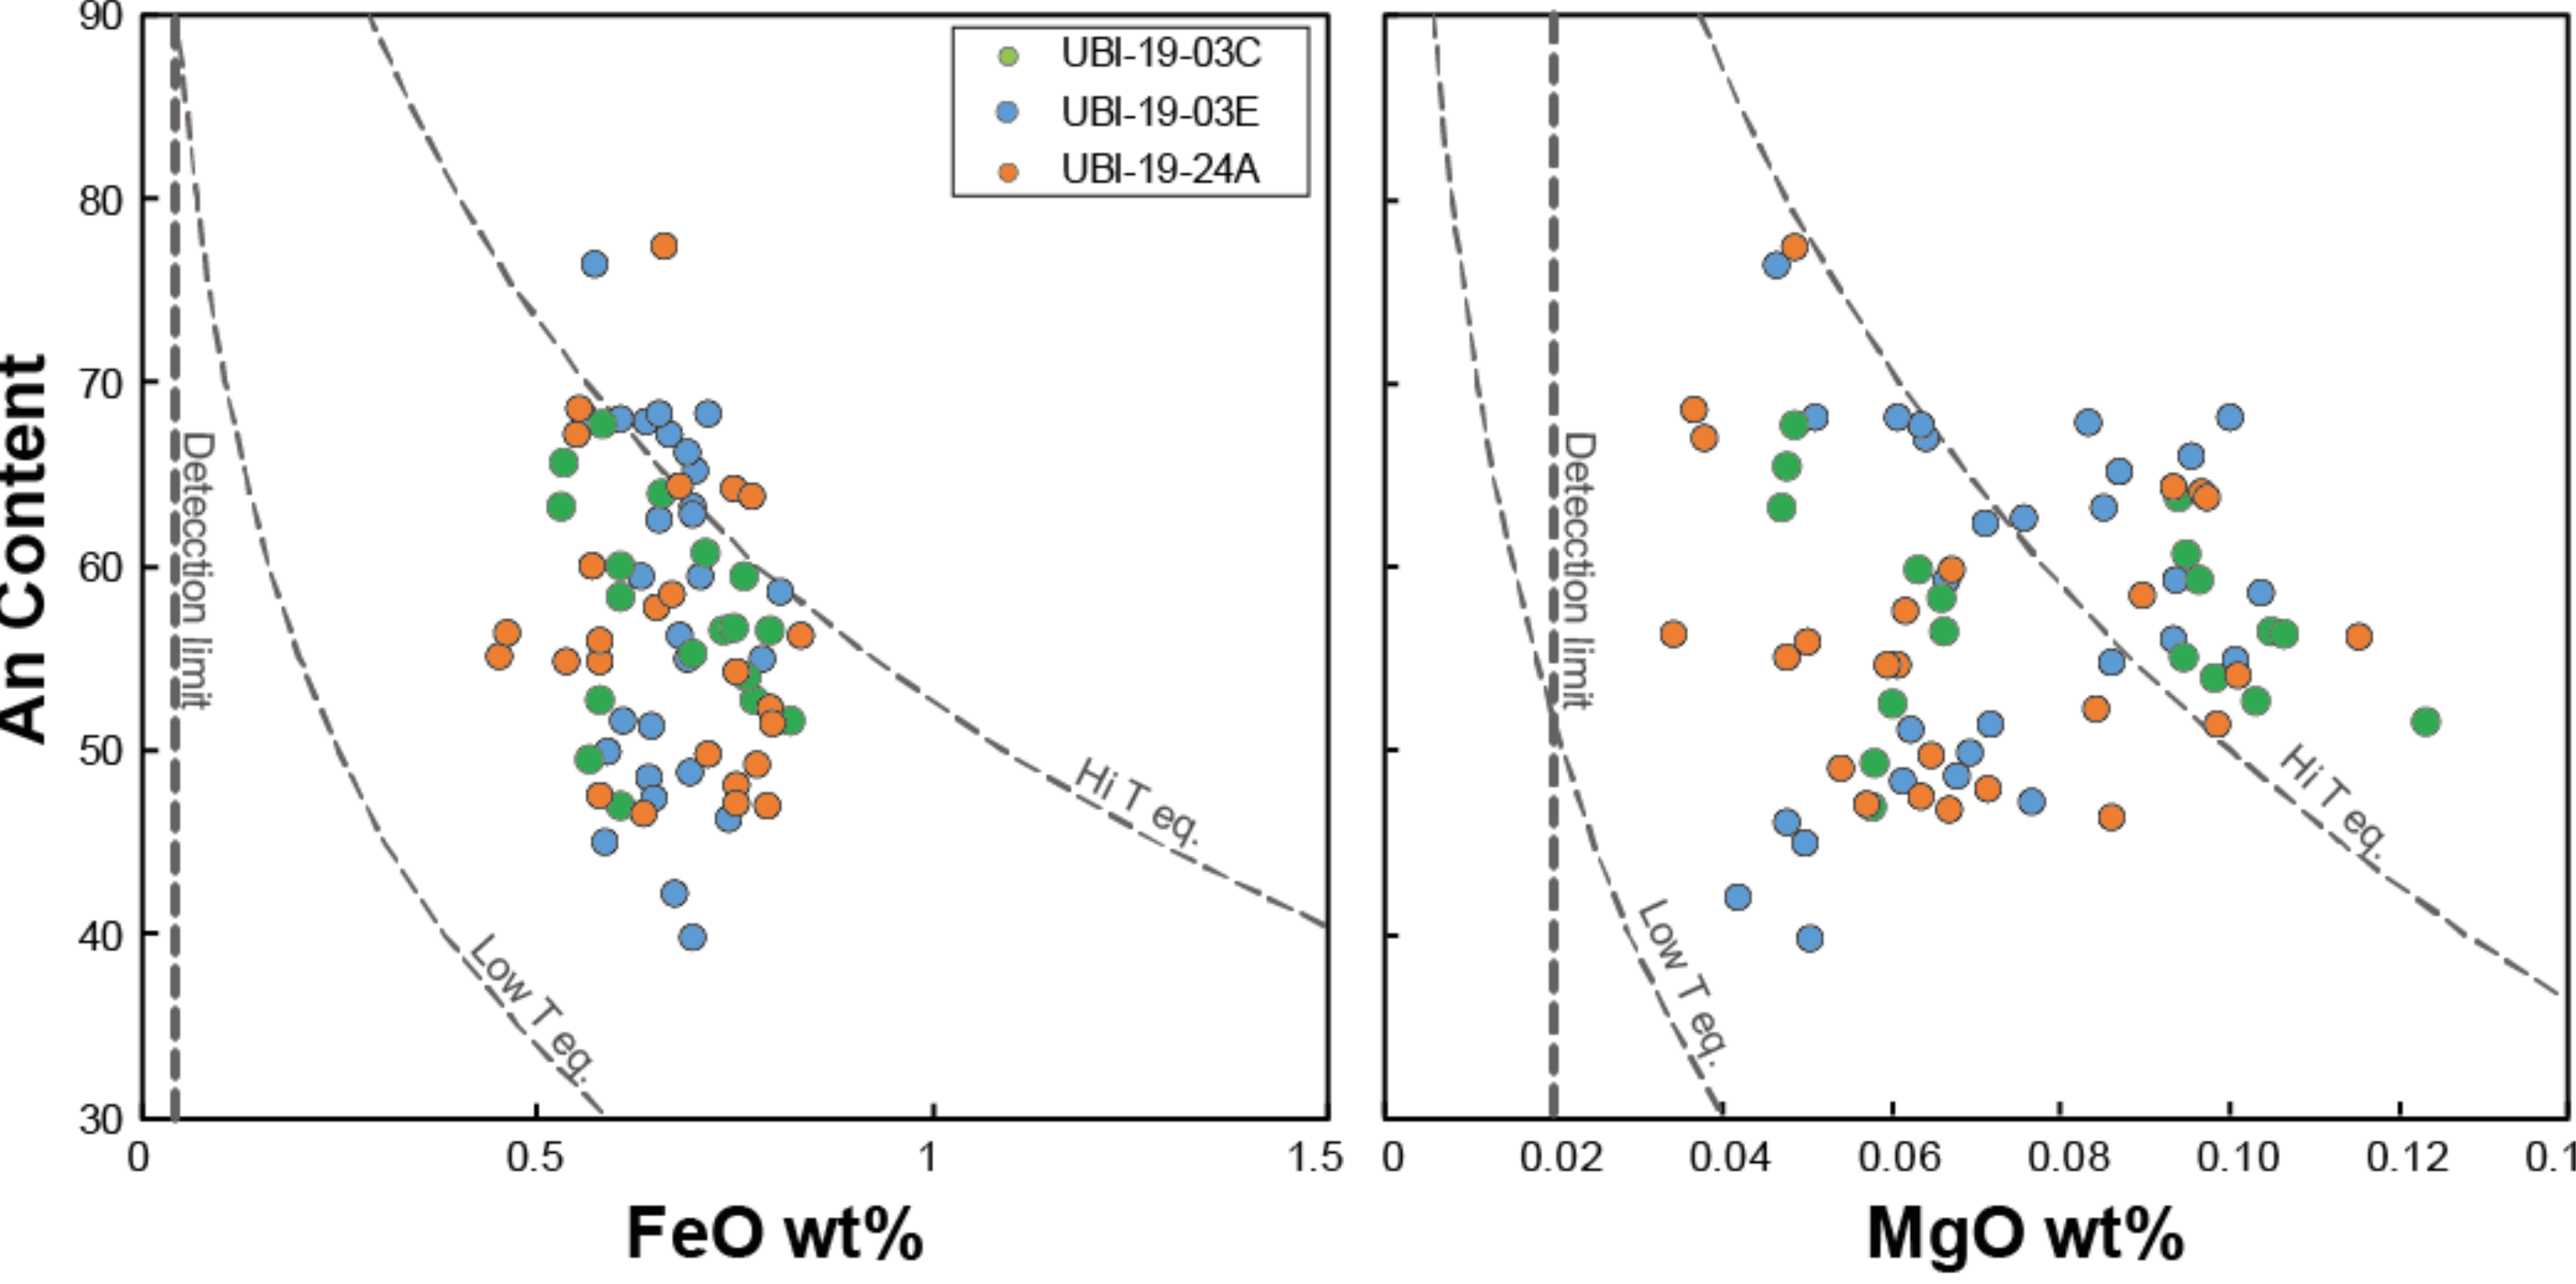 90
80
70
60
50
40
30
An Content
UBI-19-03C
UBI-19-03E
UBI-19-24A
Detecction limit
Low T eq.
Hi T eq.
0
0.5
1
1.5
FeO wt%
Detecction limit
Low T eq.
Hi T eq.
0
0.02
0.04
0.06
0.08
0.10
0.12
0.1
MgO wt%